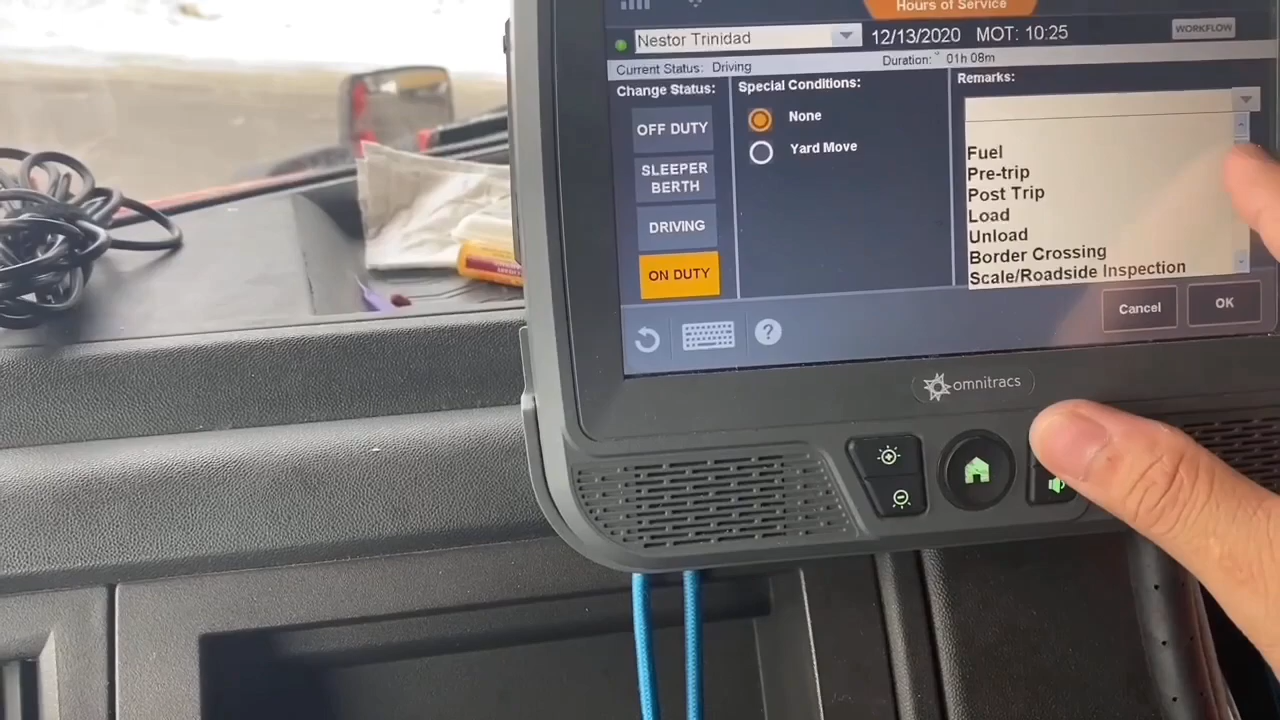 Hours of Service
Nestor Trinidad
12/13/2020 MOT: 10:25
WORKFLOW
Current Status: Driving
Duration: 01h 08m
Change Status:
OFF DUTY
SLEEPER
BERTH
DRIVING
ON DUTY
Special Conditions:
None
Yard Move
Remarks:
Fuel
Pre-trip
Post Trip
Load
Unload
Border Crossing
Scale/Roadside Inspection
Cancel
OK
?
omnitracs